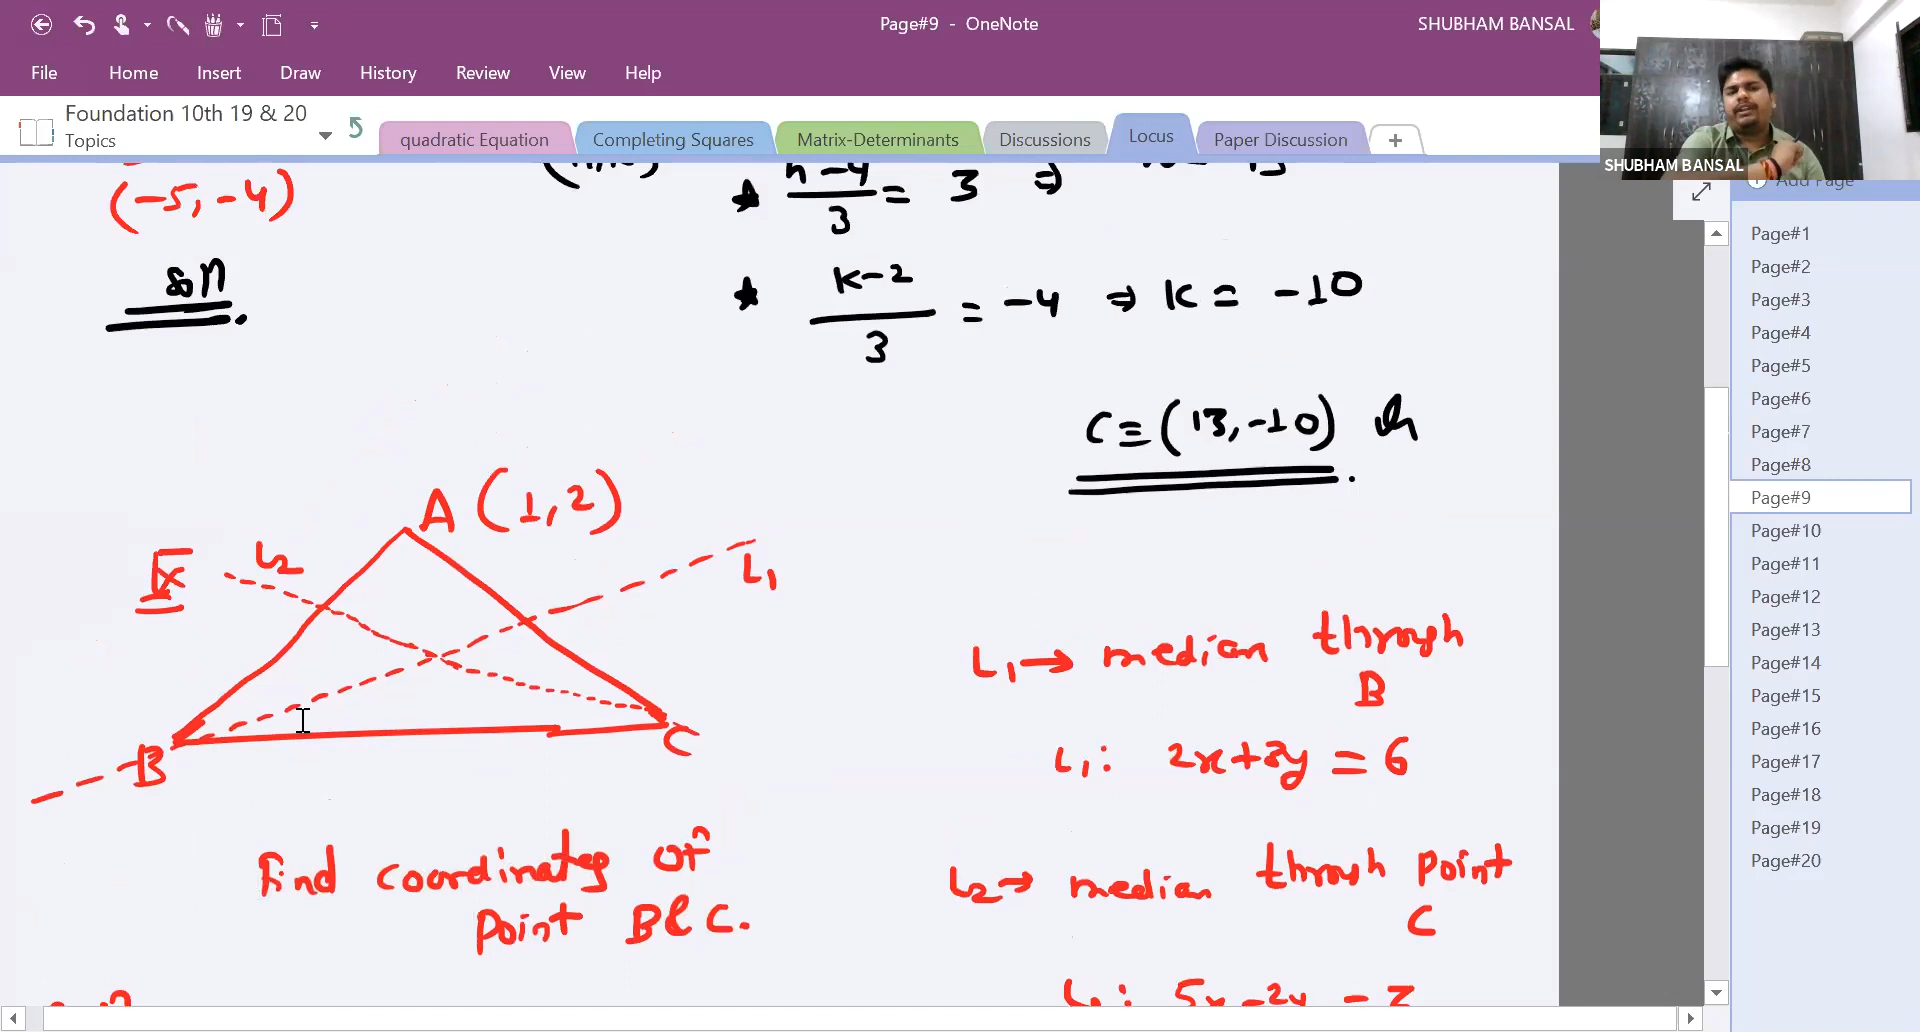 Page#9 - OneNote
SHUBHAM BANSAL
File Home Insert Draw History Review View Help
Foundation 10th 19 & 20
Topics
quadratic Equation
Completing Squares
Matrix-Determinants
Discussions
Locus
Paper Discussion
+
SHUBHAM BANSAL
Add Page
Page#1
Page#2
Page#3
Page#4
Page#5
Page#6
Page#7
Page#8
Page#9
Page#10
Page#11
Page#12
Page#13
Page#14
Page#15
Page#16
Page#17
Page#18
Page#19
Page#20
(-5, -4)
h-4/3 = 3 ⇒
sol
k-2/3 = -4 ⇒ k = -10
C ≡ (13, -10)
A (1, 2)
Ex
L2
L1
B
C
L1 → median through
B
L1: 2x+3y = 6
Find coordinates of
point B & C.
L2 → median through point
C